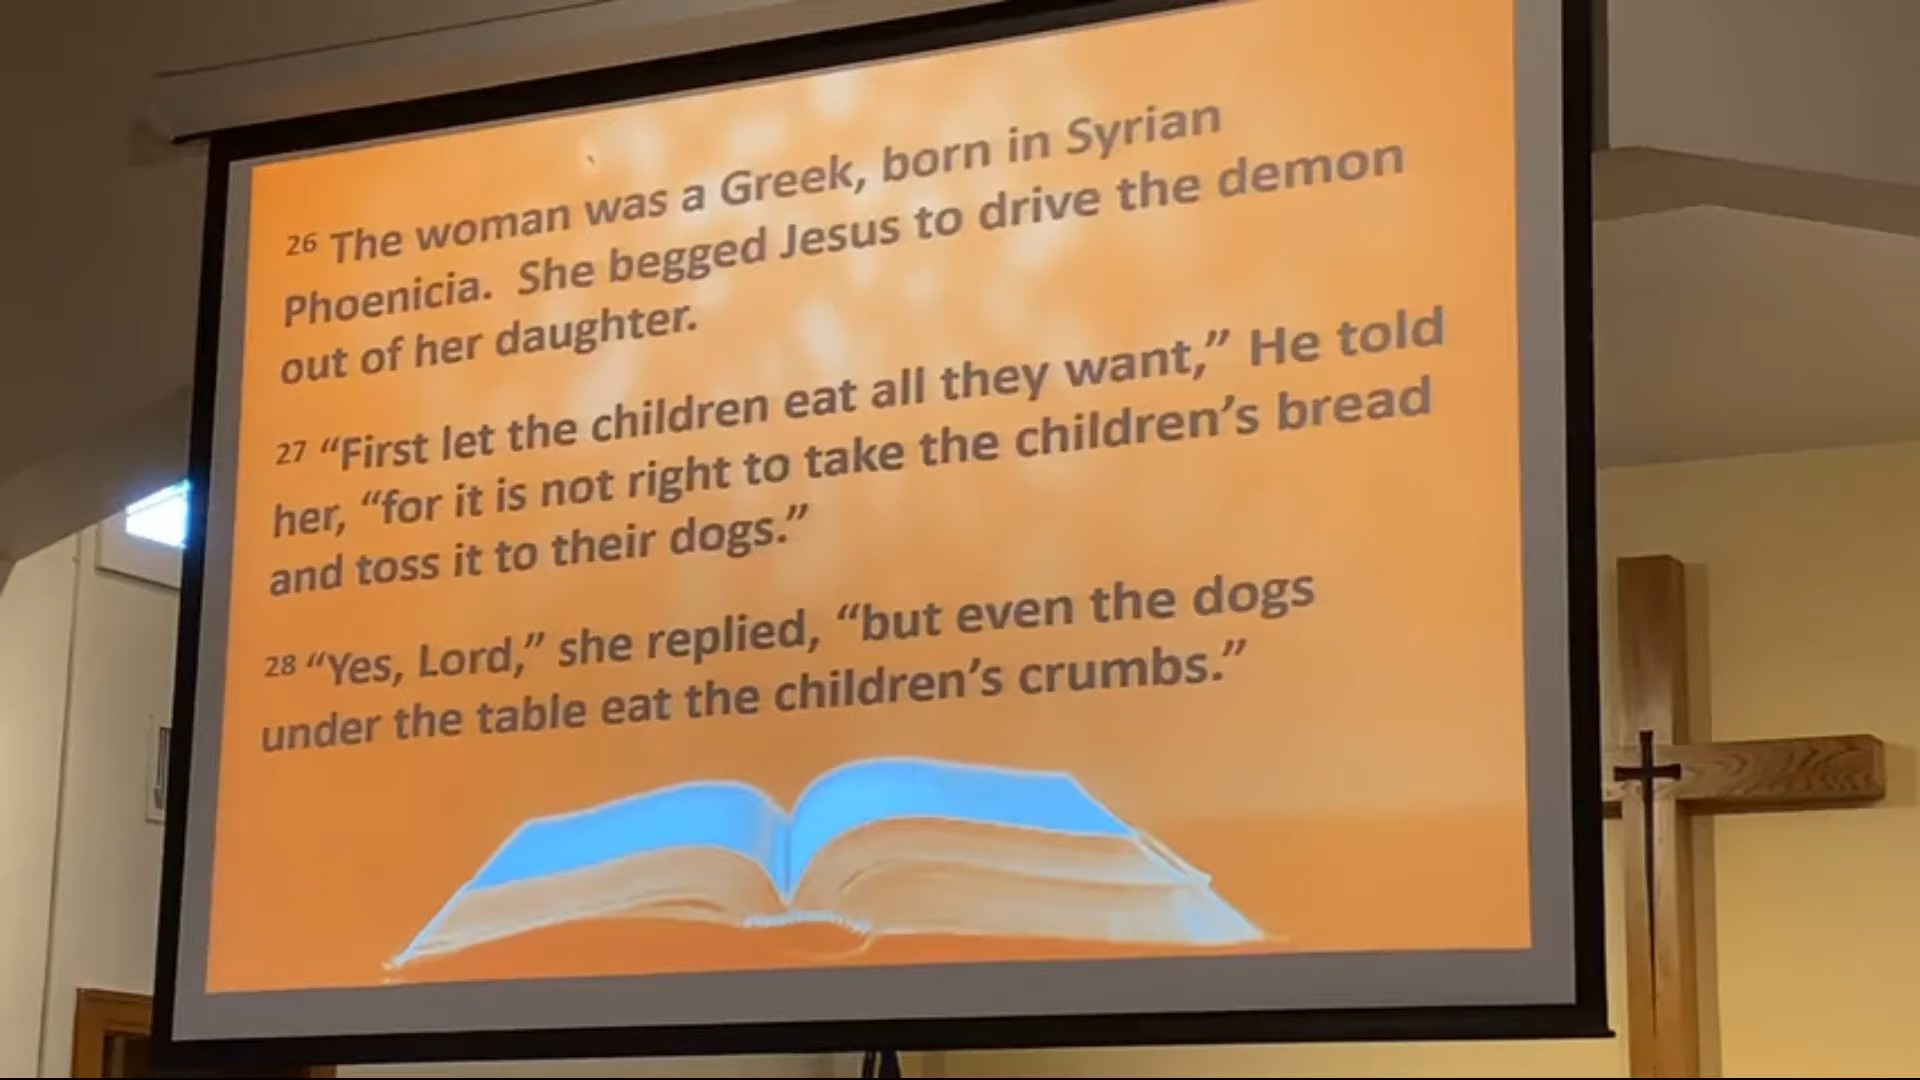 26 The woman was a Greek, born in Syrian
Phoenicia. She begged Jesus to drive the demon
out of her daughter.
27 “First let the children eat all they want,” He told
her, “for it is not right to take the children’s bread
and toss it to their dogs.”
28 “Yes, Lord,” she replied, “but even the dogs
under the table eat the children’s crumbs.”